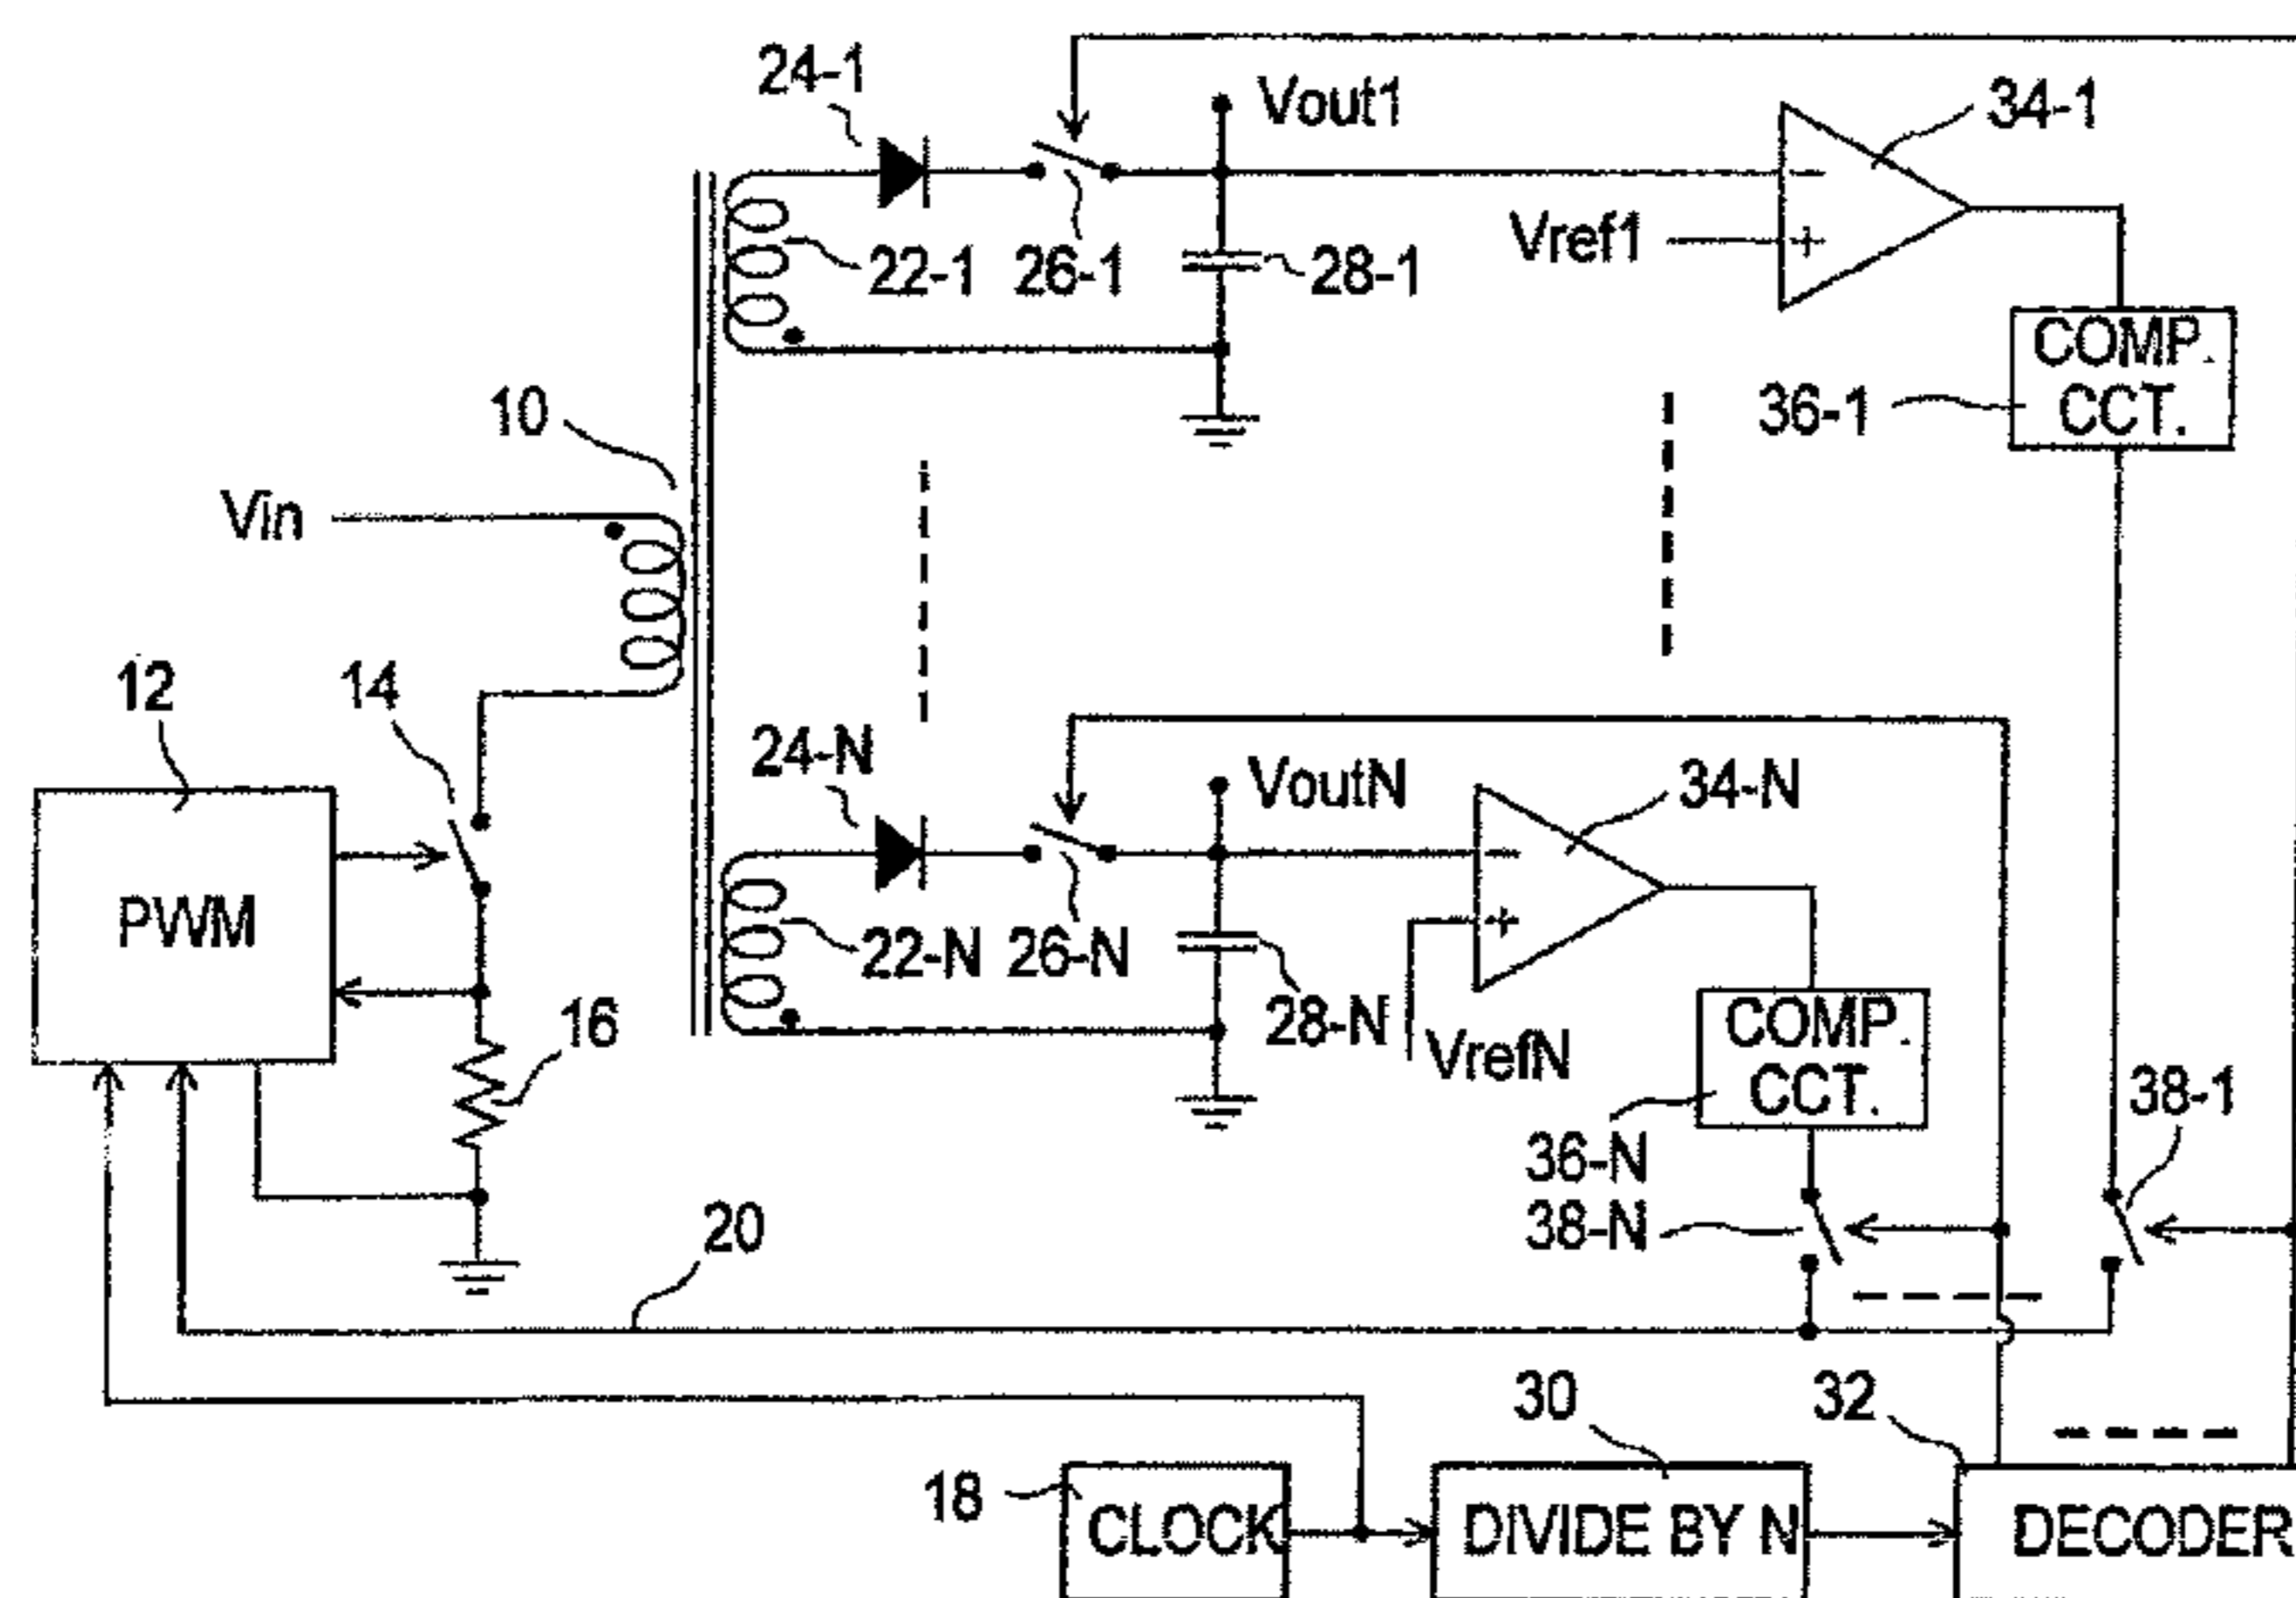 24-1
Vout1
34-1
22-1
26-1
28-1
Vref1
−
+
COMP.
CCT.
36-1
10
Vin
12
14
24-N
VoutN
34-N
PWM
22-N
26-N
28-N
VrefN
−
+
COMP.
CCT.
16
36-N
38-1
38-N
20
30
32
18
CLOCK
DIVIDE BY N
DECODER